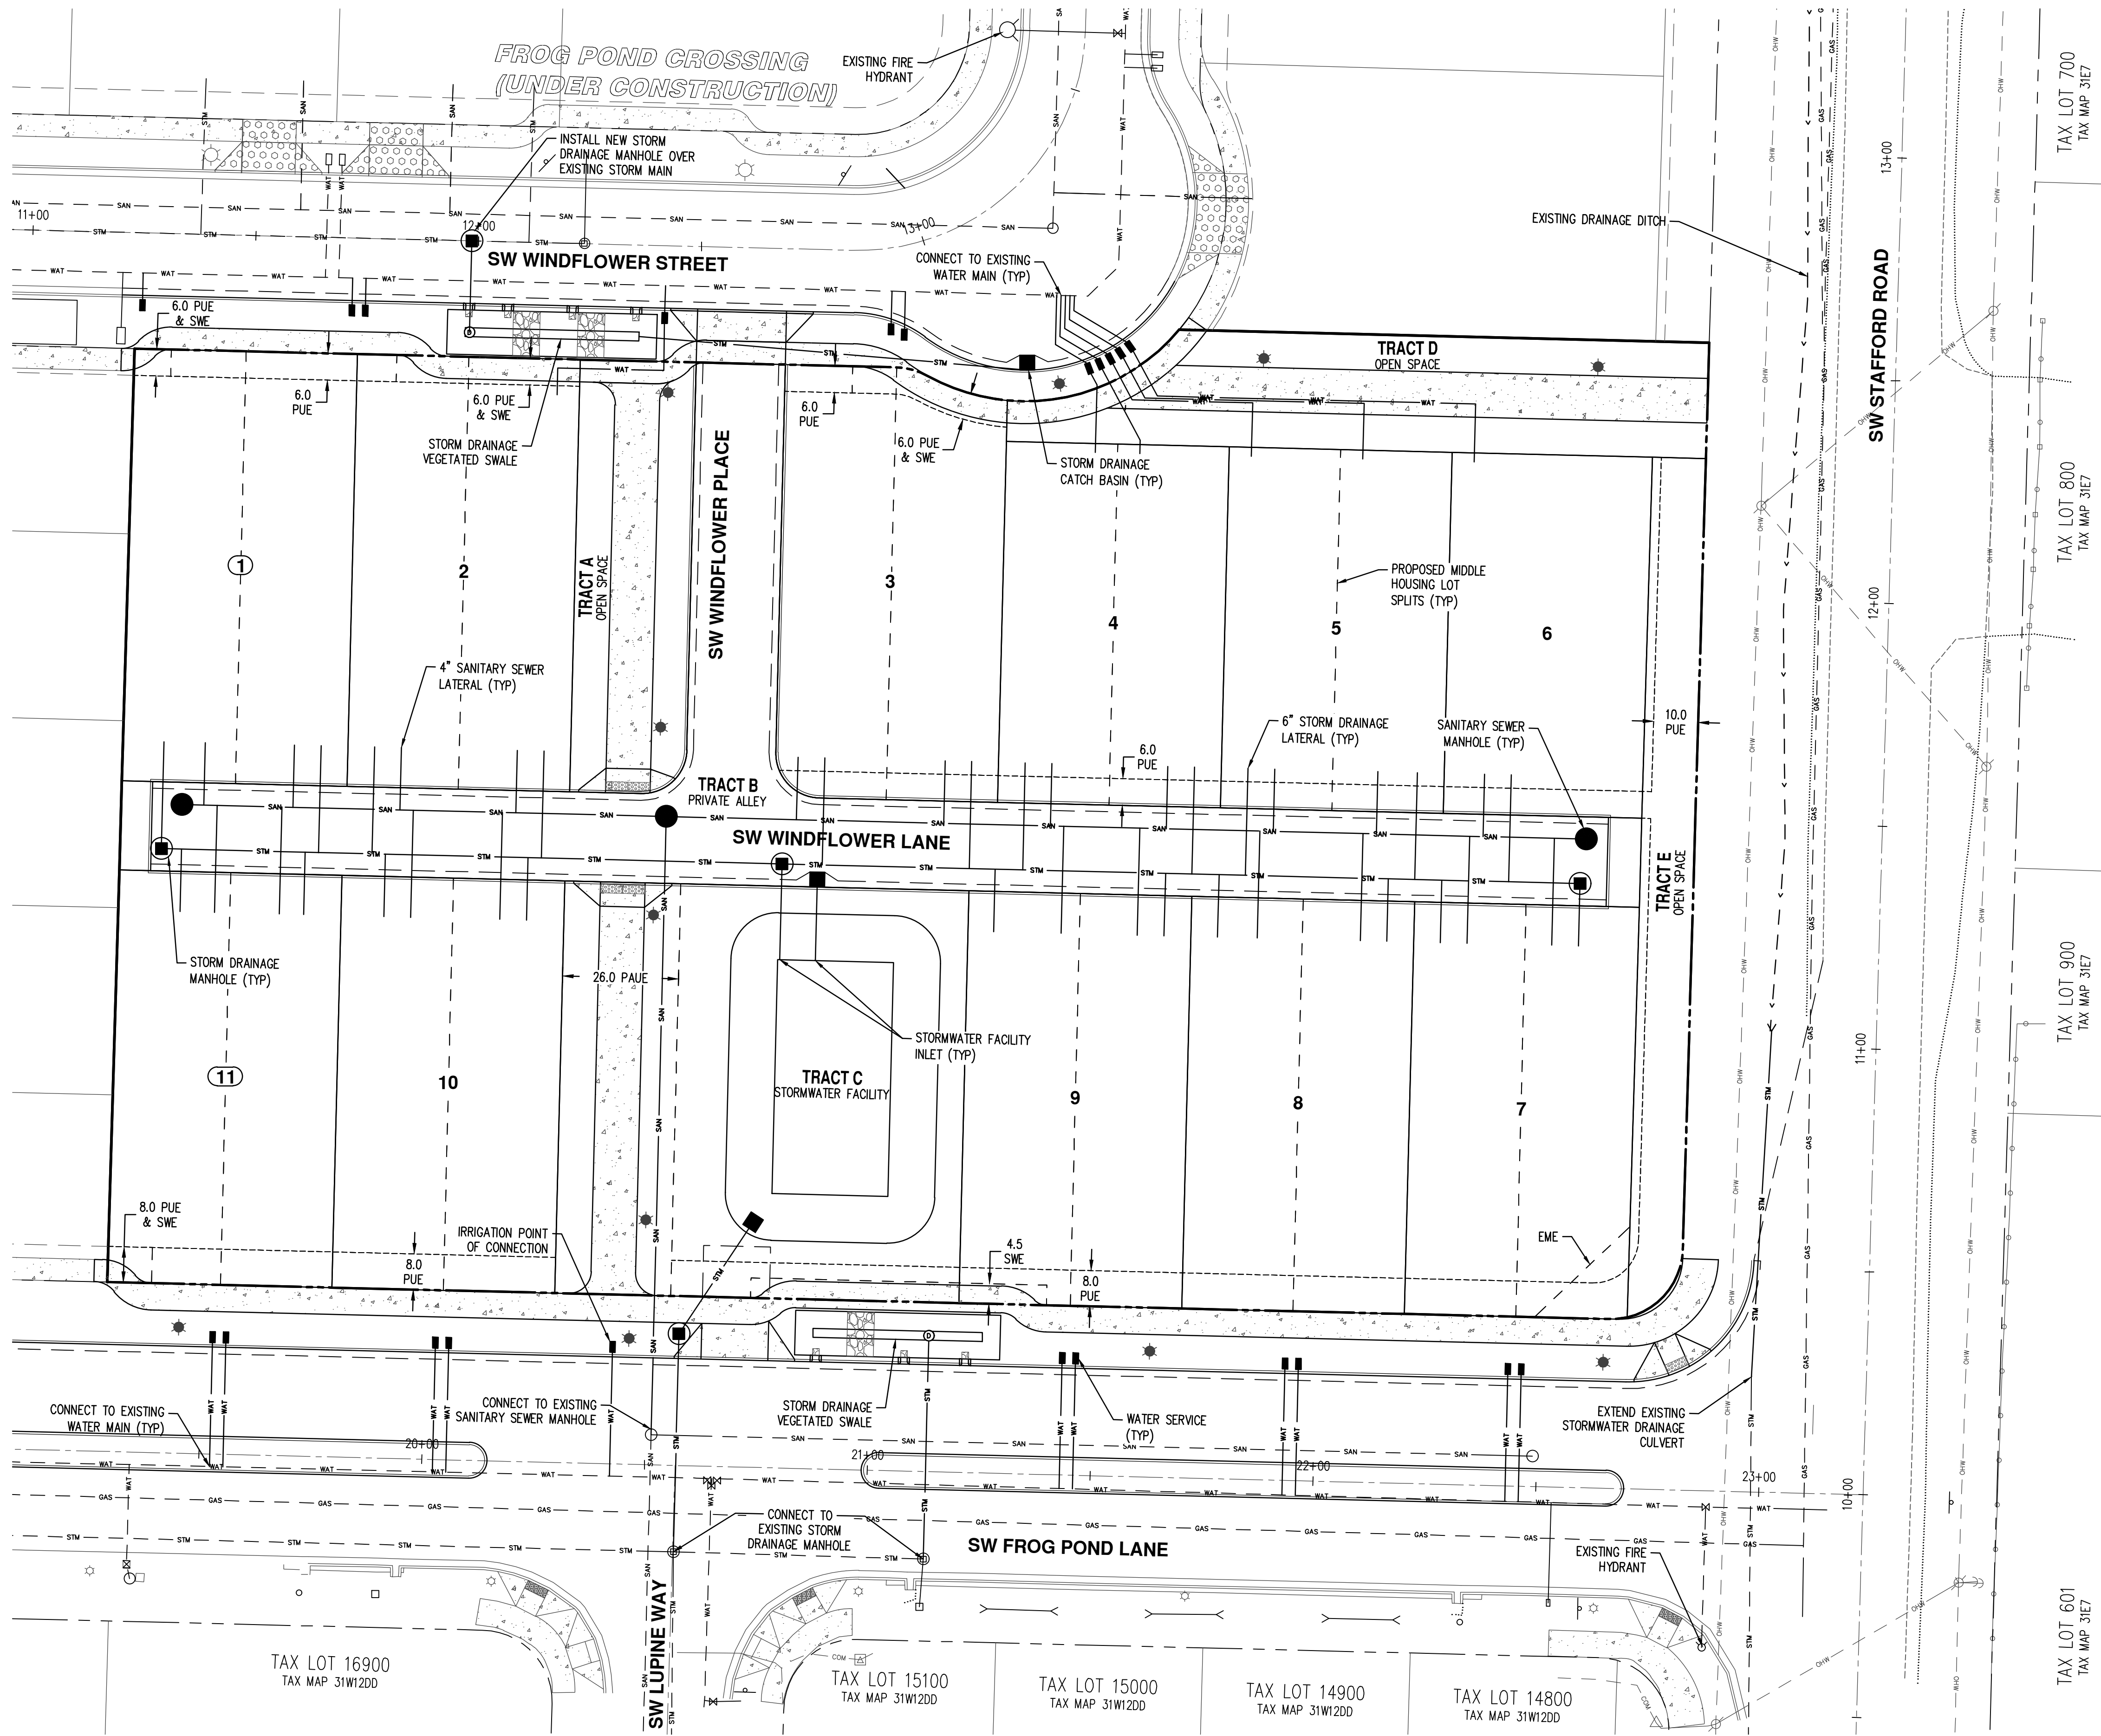 FROG POND CROSSING
(UNDER CONSTRUCTION)
EXISTING FIRE
HYDRANT
INSTALL NEW STORM
DRAINAGE MANHOLE OVER
EXISTING STORM MAIN
11+00
12+00
13+00
SW WINDFLOWER STREET
CONNECT TO EXISTING
WATER MAIN (TYP)
EXISTING DRAINAGE DITCH
SW STAFFORD ROAD
13+00
12+00
11+00
10+00
TAX LOT 700
TAX MAP 31E7
TAX LOT 800
TAX MAP 31E7
TAX LOT 900
TAX MAP 31E7
TAX LOT 601
TAX MAP 31E7
6.0 PUE
& SWE
6.0
PUE
6.0 PUE
& SWE
STORM DRAINAGE
VEGETATED SWALE
6.0
PUE
6.0 PUE
& SWE
STORM DRAINAGE
CATCH BASIN (TYP)
TRACT D
OPEN SPACE
1
2
TRACT A
OPEN SPACE
SW WINDFLOWER PLACE
3
4
PROPOSED MIDDLE
HOUSING LOT
SPLITS (TYP)
5
6
4" SANITARY SEWER
LATERAL (TYP)
6.0
PUE
6" STORM DRAINAGE
LATERAL (TYP)
SANITARY SEWER
MANHOLE (TYP)
10.0
PUE
TRACT B
PRIVATE ALLEY
SW WINDFLOWER LANE
TRACT E
OPEN SPACE
STORM DRAINAGE
MANHOLE (TYP)
26.0 PAUE
STORMWATER FACILITY
INLET (TYP)
TRACT C
STORMWATER FACILITY
11
10
9
8
7
8.0 PUE
& SWE
8.0
PUE
IRRIGATION POINT
OF CONNECTION
4.5
SWE
8.0
PUE
EME
CONNECT TO EXISTING
WATER MAIN (TYP)
CONNECT TO EXISTING
SANITARY SEWER MANHOLE
STORM DRAINAGE
VEGETATED SWALE
D
D
WATER SERVICE
(TYP)
EXTEND EXISTING
STORMWATER DRAINAGE
CULVERT
20+00
21+00
22+00
23+00
CONNECT TO
EXISTING STORM
DRAINAGE MANHOLE
SW FROG POND LANE
EXISTING FIRE
HYDRANT
SW LUPINE WAY
TAX LOT 16900
TAX MAP 31W12DD
TAX LOT 15100
TAX MAP 31W12DD
TAX LOT 15000
TAX MAP 31W12DD
TAX LOT 14900
TAX MAP 31W12DD
TAX LOT 14800
TAX MAP 31W12DD
SAN
STM
WAT
GAS
OHW
COM